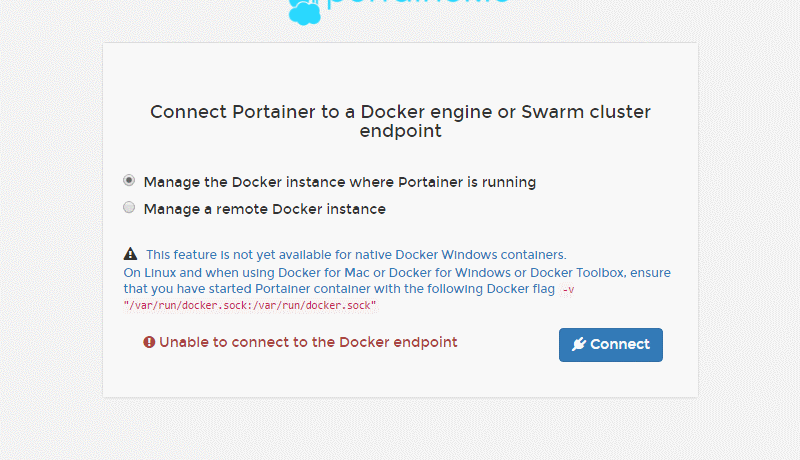 Connect Portainer to a Docker engine or Swarm cluster
endpoint
Manage the Docker instance where Portainer is running
Manage a remote Docker instance
This feature is not yet available for native Docker Windows containers.
On Linux and when using Docker for Mac or Docker for Windows or Docker Toolbox, ensure
that you have started Portainer container with the following Docker flag -v
"/var/run/docker.sock:/var/run/docker.sock"
Unable to connect to the Docker endpoint
Connect